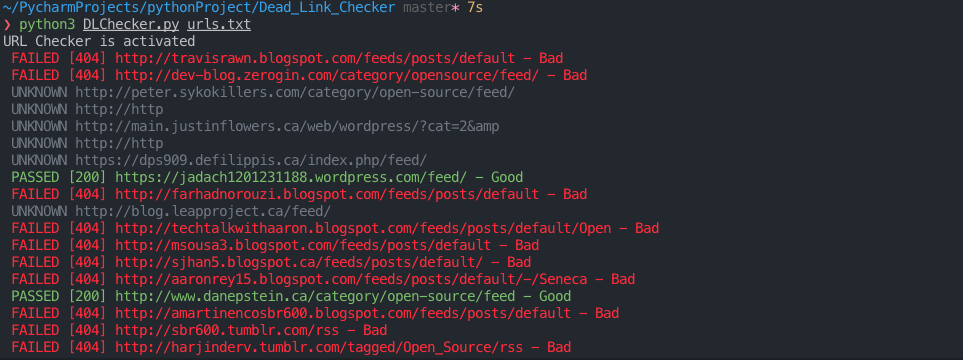 ~/PycharmProjects/pythonProject/Dead_Link_Checker master* 7s
❯ python3 DLChecker.py urls.txt
URL Checker is activated
FAILED [404] http://travisrawn.blogspot.com/feeds/posts/default - Bad
FAILED [404] http://dev-blog.zerogin.com/category/opensource/feed/ - Bad
UNKNOWN http://peter.sykokillers.com/category/open-source/feed/
UNKNOWN http://http
UNKNOWN http://main.justinflowers.ca/web/wordpress/?cat=2&amp
UNKNOWN http://http
UNKNOWN https://dps909.defilippis.ca/index.php/feed/
PASSED [200] https://jadach1201231188.wordpress.com/feed/ - Good
FAILED [404] http://farhadnorouzi.blogspot.com/feeds/posts/default - Bad
UNKNOWN http://blog.leapproject.ca/feed/
FAILED [404] http://techtalkwithaaron.blogspot.com/feeds/posts/default/Open - Bad
FAILED [404] http://msousa3.blogspot.com/feeds/posts/default - Bad
FAILED [404] http://sjhan5.blogspot.ca/feeds/posts/default/ - Bad
FAILED [404] http://aaronrey15.blogspot.com/feeds/posts/default/-/Seneca - Bad
PASSED [200] http://www.danepstein.ca/category/open-source/feed - Good
FAILED [404] http://amartinencosbr600.blogspot.com/feeds/posts/default - Bad
FAILED [404] http://sbr600.tumblr.com/rss - Bad
FAILED [404] http://harjinderv.tumblr.com/tagged/Open_Source/rss - Bad